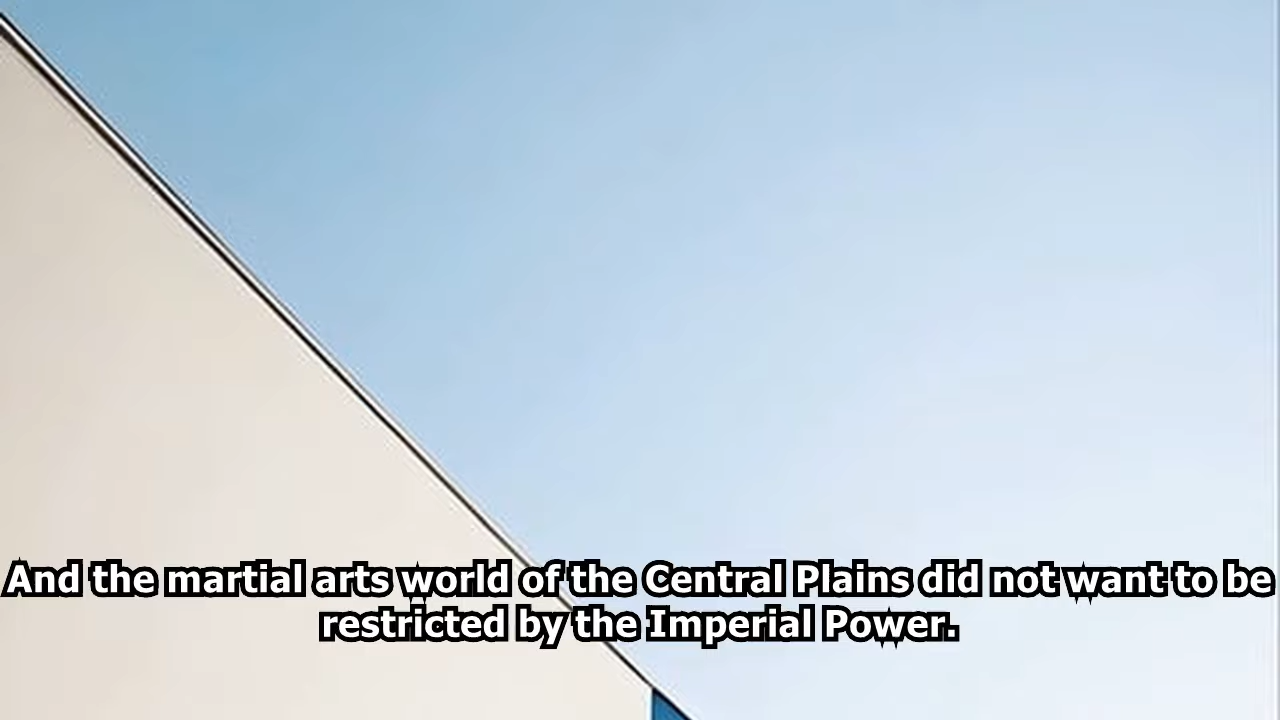 And the martial arts world of the Central Plains did not want to be
restricted by the Imperial Power.